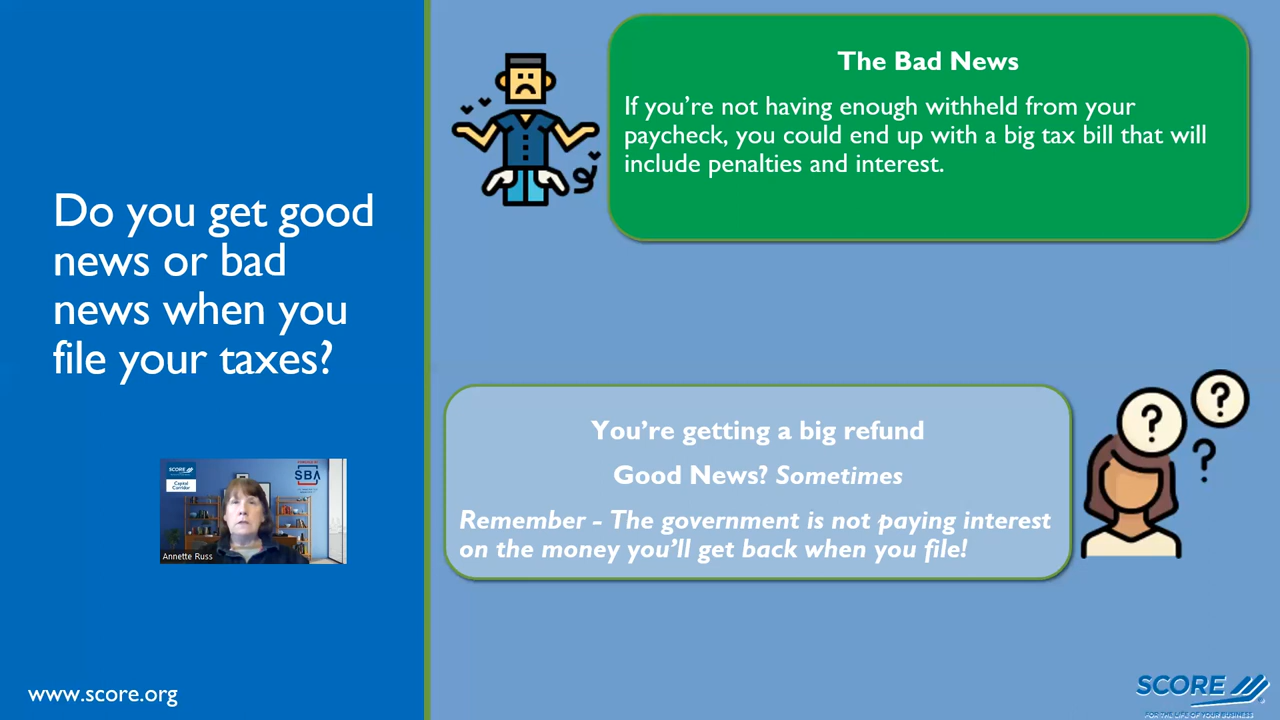 Do you get good
news or bad
news when you
file your taxes?
The Bad News
If you're not having enough withheld from your
paycheck, you could end up with a big tax bill that will
include penalties and interest.
You're getting a big refund
Good News? Sometimes
Remember - The government is not paying interest
on the money you'll get back when you file!
? ? ?
SCORE
Capital
Corridor
SBA
Annette Russ
www.score.org
SCORE
FOR THE LIFE OF YOUR BUSINESS